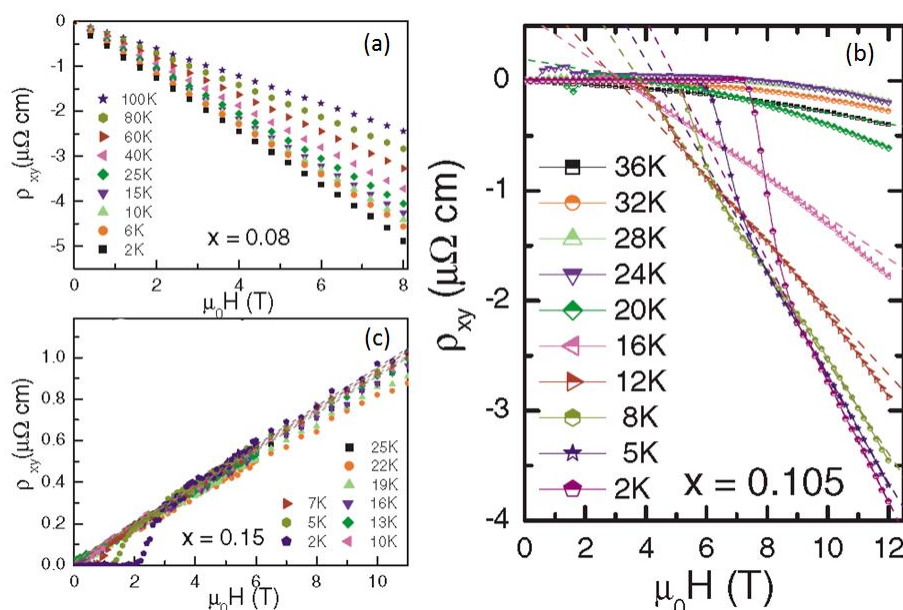 (a)
0
-1
-2
-3
-4
-5
ρxy(μΩ cm)
100K
80K
60K
40K
25K
15K
10K
6K
2K
x = 0.08
0 2 4 6 8
μ0H (T)
(b)
0
-1
-2
-3
-4
ρxy (μΩ cm)
36K
32K
28K
24K
20K
16K
12K
8K
5K
2K
x = 0.105
0 2 4 6 8 10 12
μ0H (T)
(c)
1.0
0.8
0.6
0.4
0.2
0.0
ρxy(μΩ cm)
25K
22K
19K
7K 16K
5K 13K
2K 10K
x = 0.15
0 2 4 6 8 10
μ0H (T)